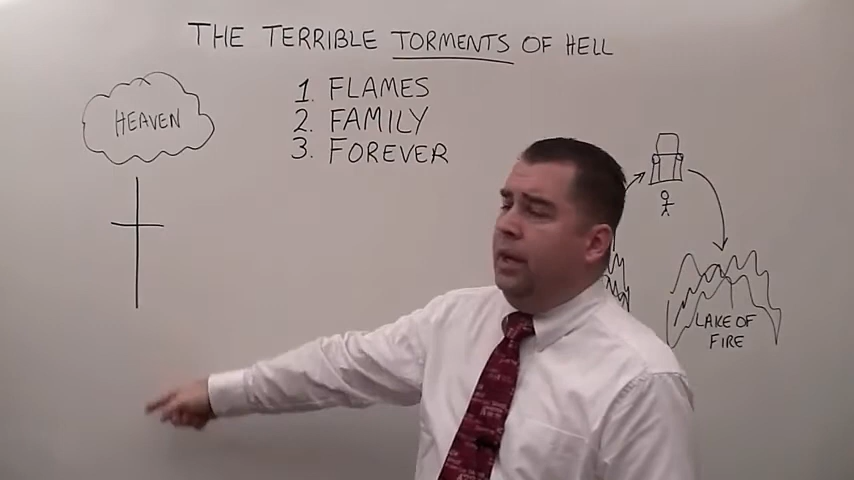 THE TERRIBLE TORMENTS OF HELL
HEAVEN
1. FLAMES
2. FAMILY
3. FOREVER
LAKE OF
FIRE